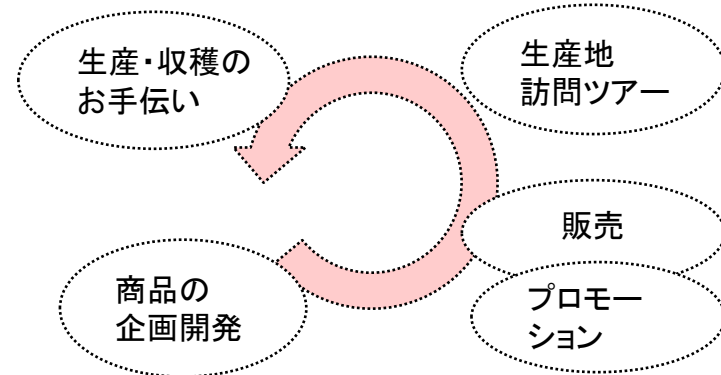 生産・収穫の
お手伝い
生産地
訪問ツアー
販売
商品の
企画開発
プロモー
ション